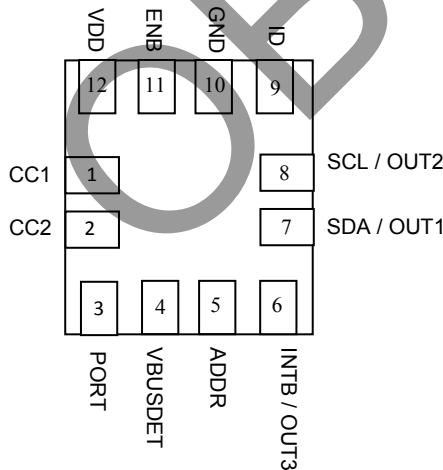 VDD ENB GND ID
12 11 10 9
CC1 1 8 SCL / OUT2
CC2 2 7 SDA / OUT1
3 4 5 6
PORT VBUSDET ADDR INTB / OUT3